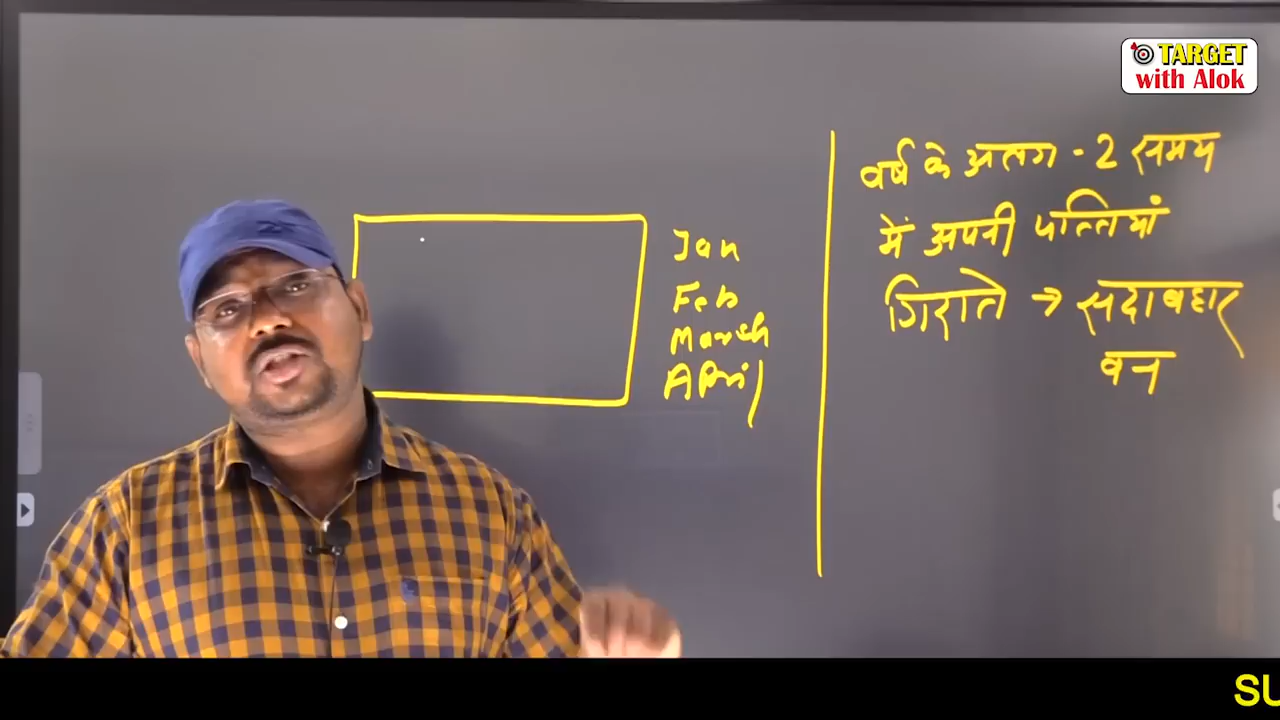 TARGET
with Alok
Jan
Feb
March
April
वर्ष के अलग - 2 समय
में अपनी पत्तियां
गिराते → सदाबहार
वन
SU